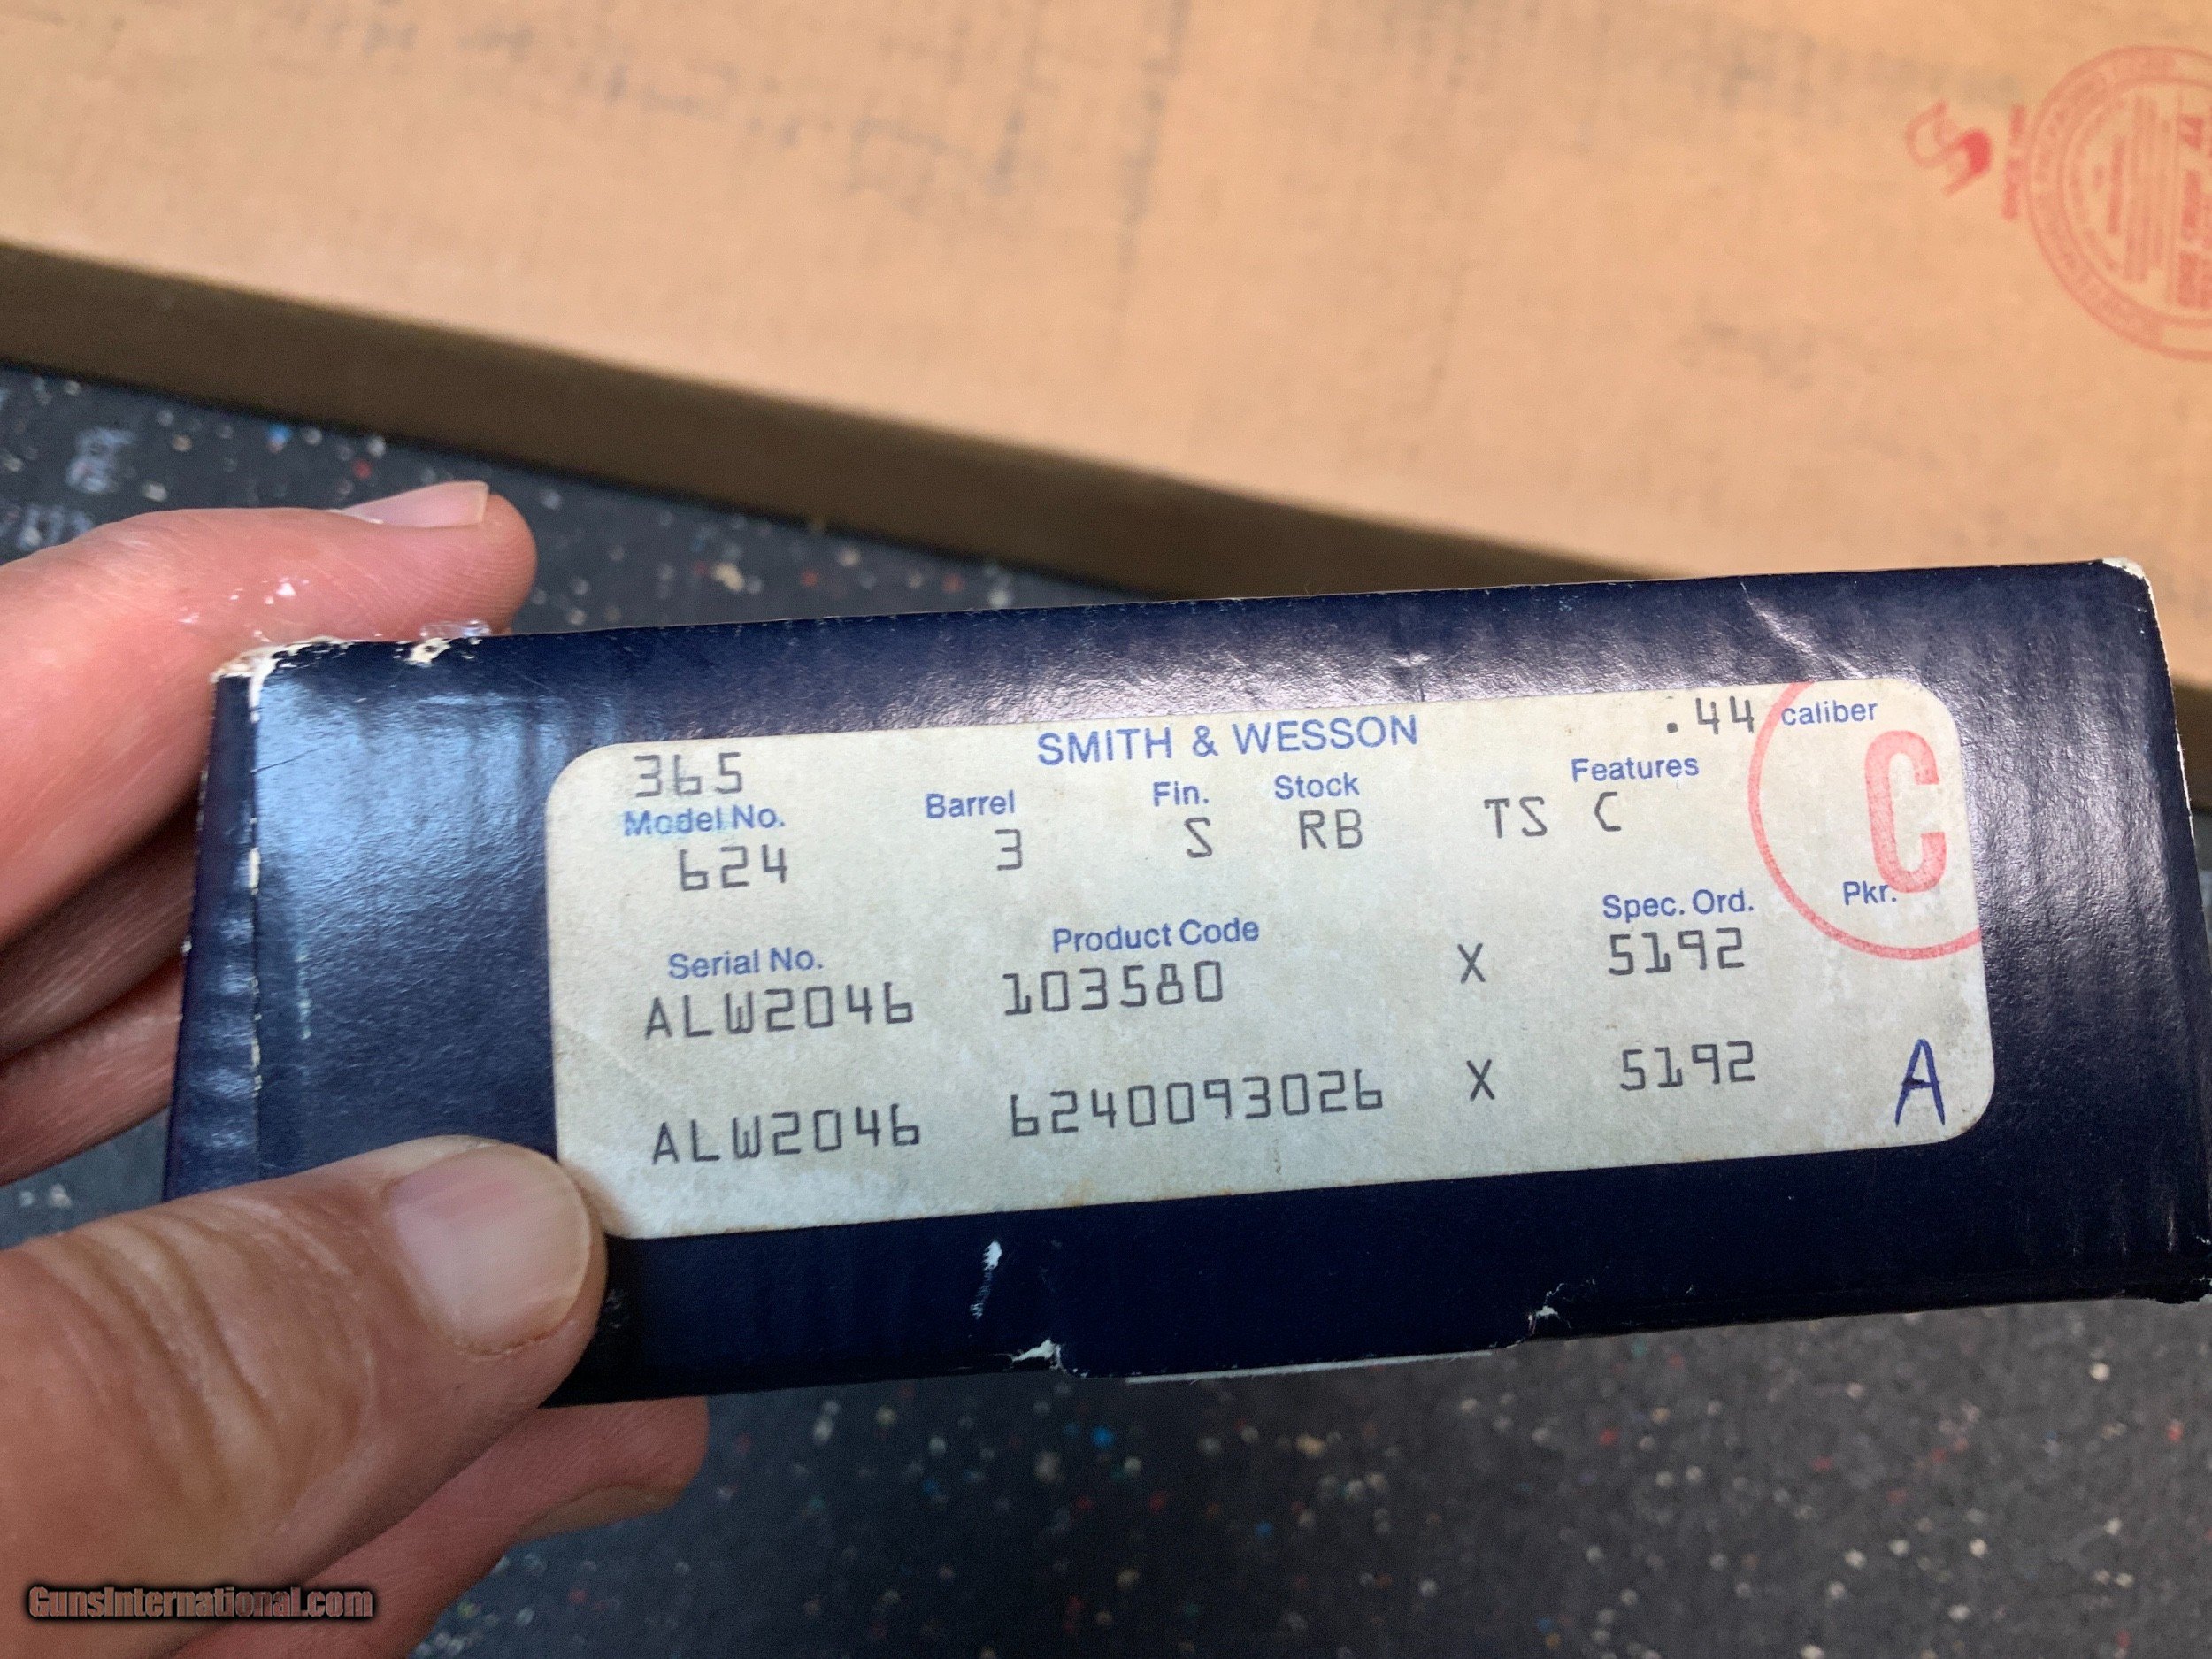 365
SMITH & WESSON
.44 caliber
Model No. Barrel Fin. Stock Features
624 3 S RB TS C
C
Serial No. Product Code Spec. Ord. Pkr.
ALW2046 103580 X 5192
ALW2046 6240093026 X 5192 A
GunsInternational.com